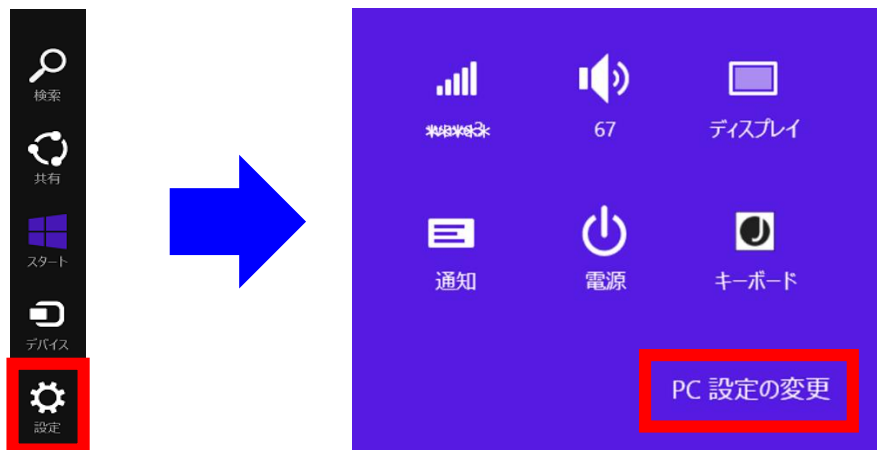 検索
共有
スタート
デバイス
設定
67
ディスプレイ
通知
電源
キーボード
PC 設定の変更